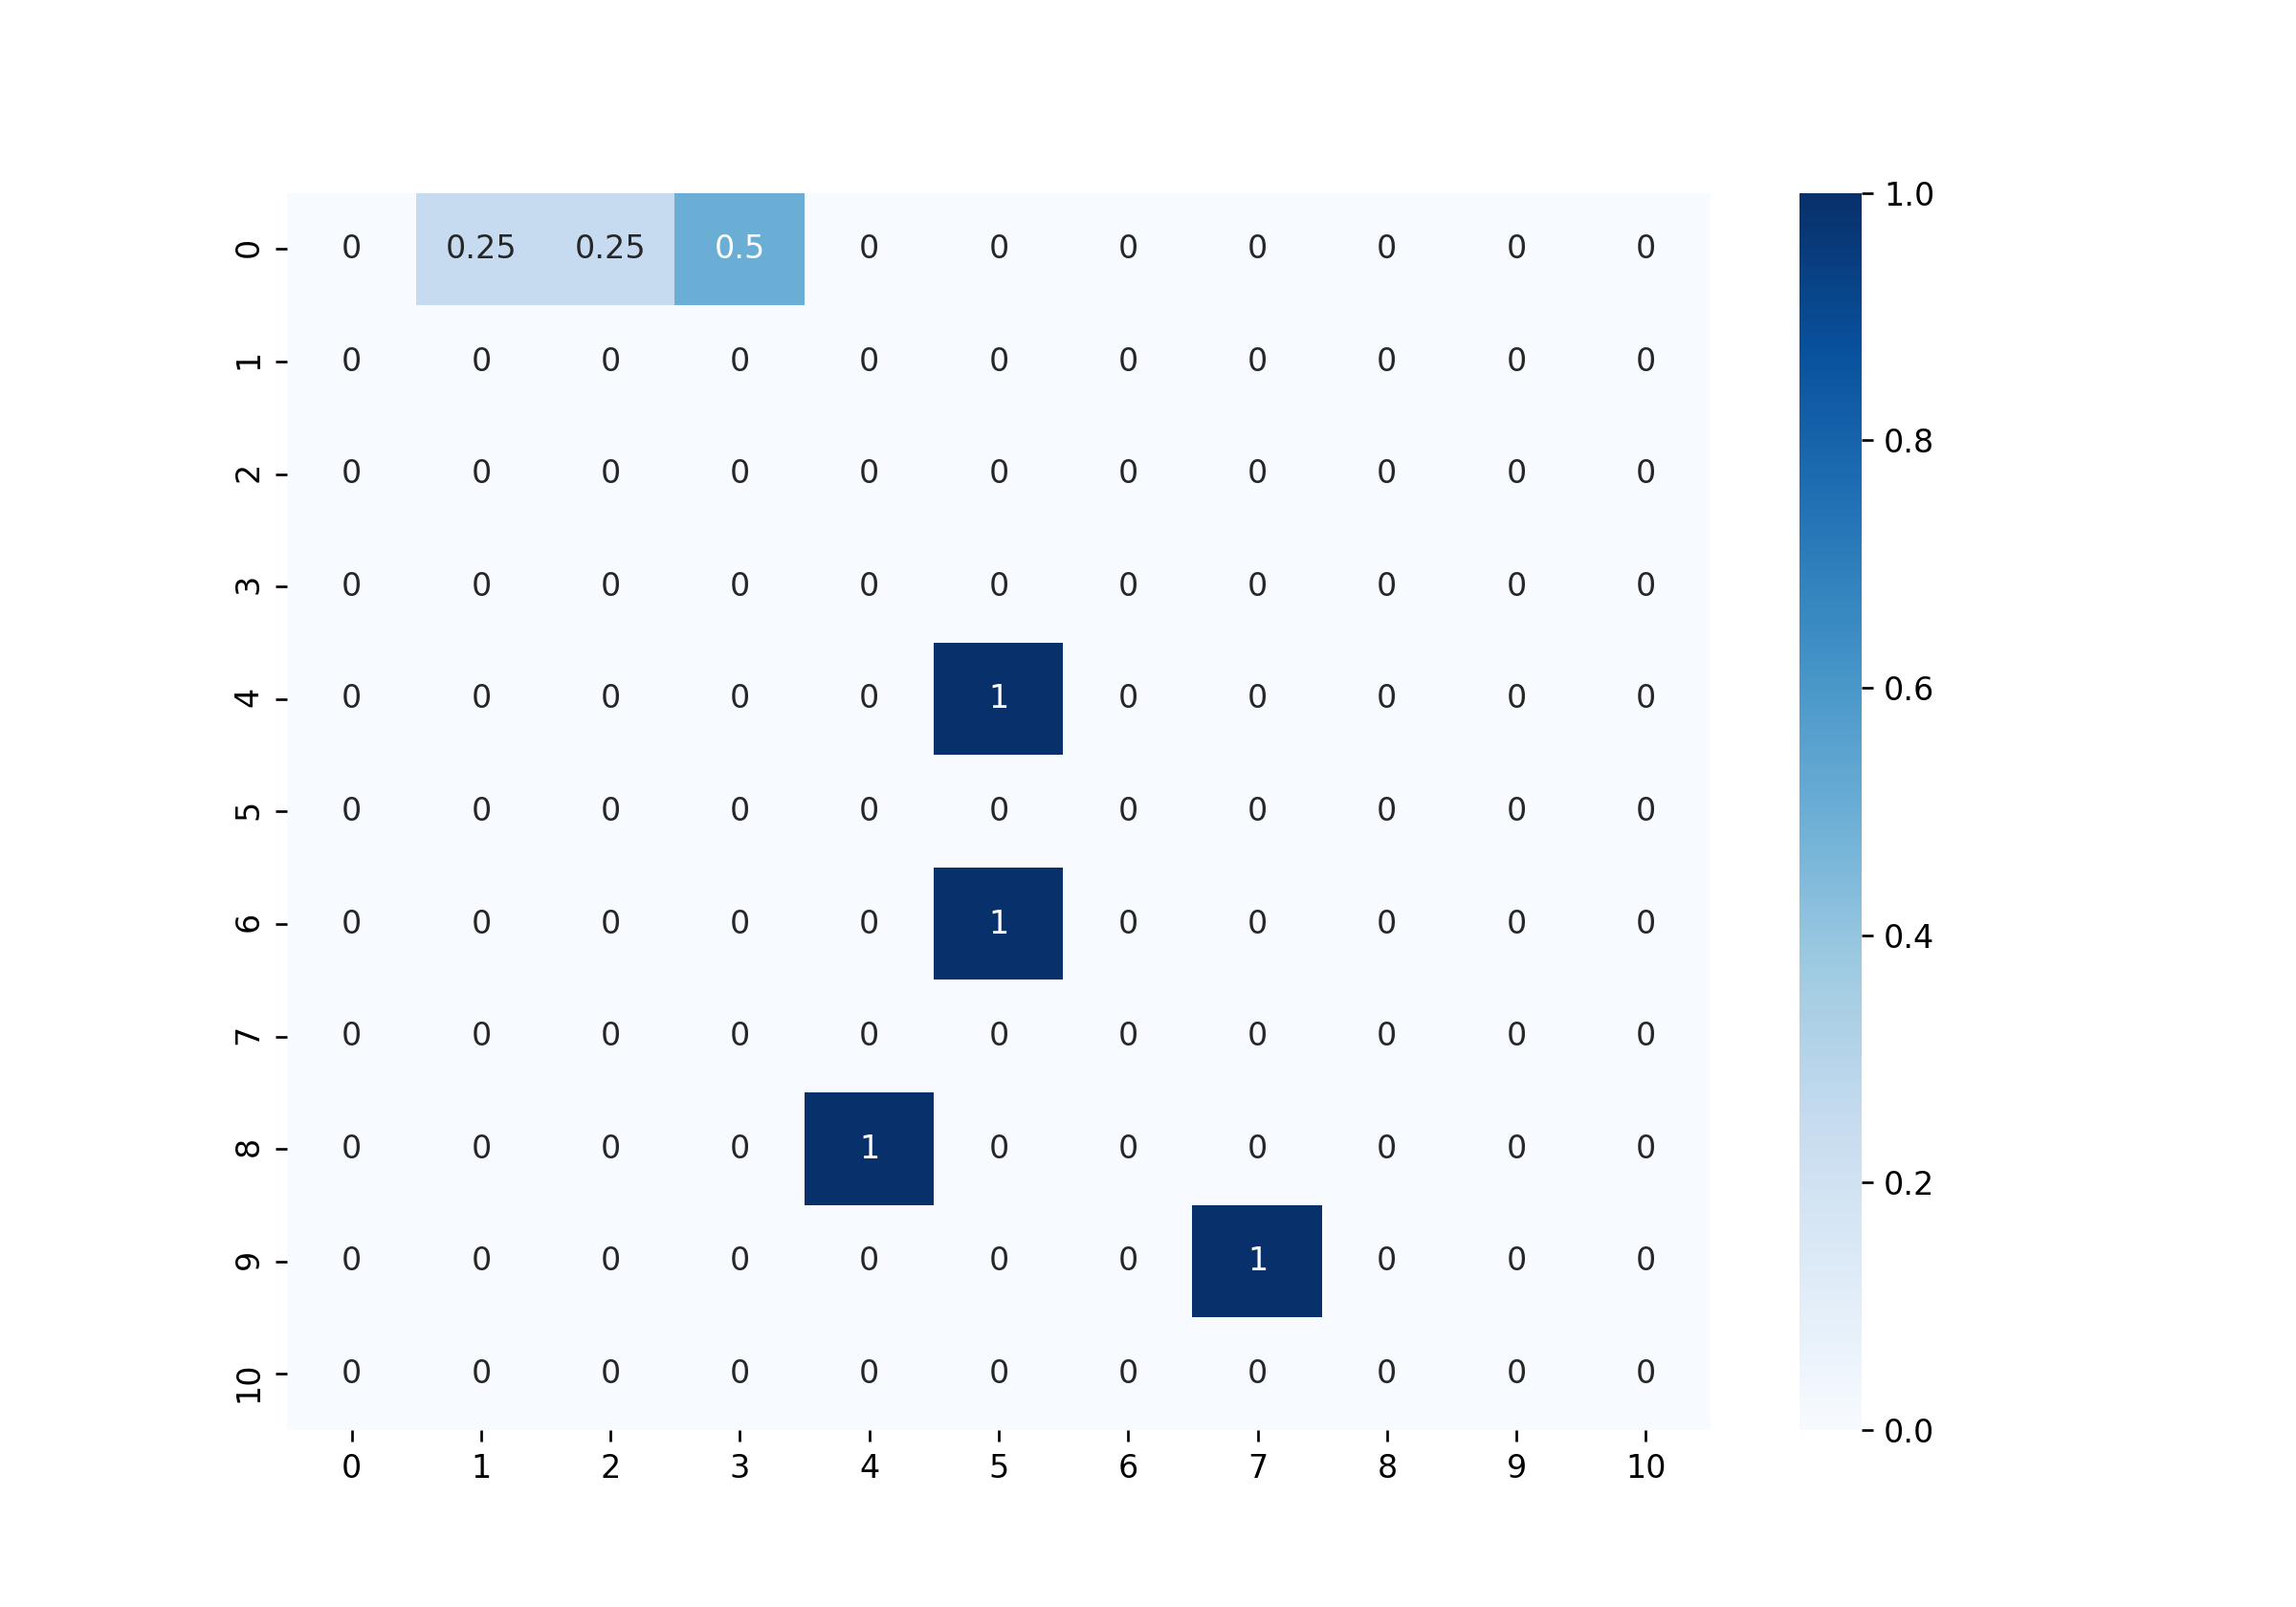 1.0
0 0 0.25 0.25 0.5 0 0 0 0 0 0 0
1 0 0 0 0 0 0 0 0 0 0 0
0.8
2 0 0 0 0 0 0 0 0 0 0 0
3 0 0 0 0 0 0 0 0 0 0 0
0.6
4 0 0 0 0 0 1 0 0 0 0 0
5 0 0 0 0 0 0 0 0 0 0 0
6 0 0 0 0 0 1 0 0 0 0 0
0.4
7 0 0 0 0 0 0 0 0 0 0 0
8 0 0 0 0 1 0 0 0 0 0 0
0.2
9 0 0 0 0 0 0 0 1 0 0 0
10 0 0 0 0 0 0 0 0 0 0 0
0.0
0 1 2 3 4 5 6 7 8 9 10